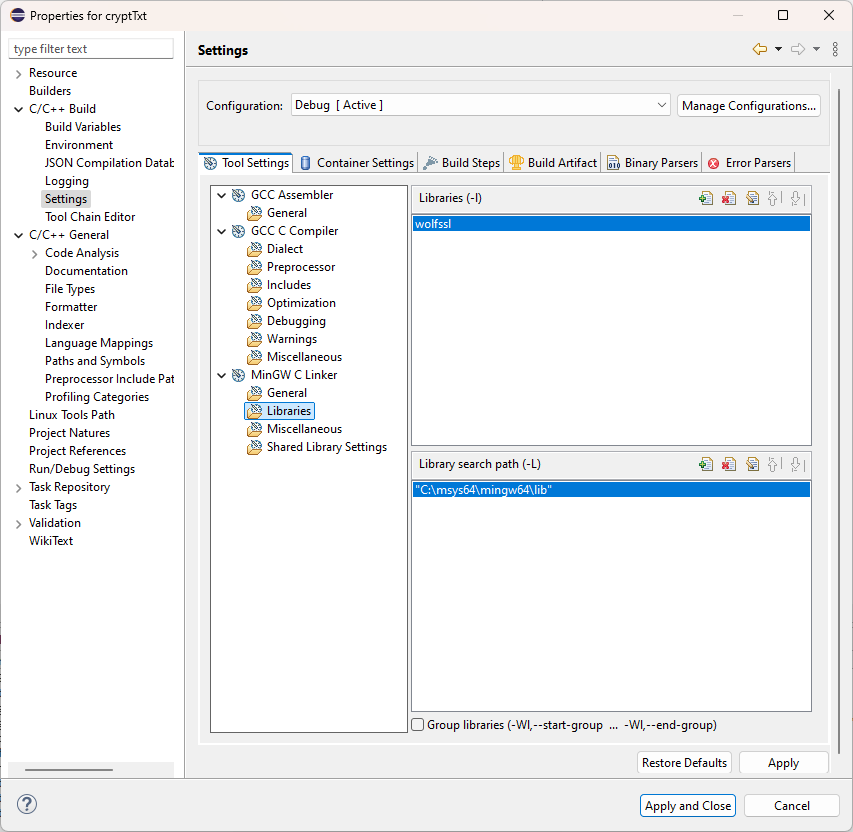 Properties for cryptTxt
type filter text
Resource
Builders
C/C++ Build
Build Variables
Environment
JSON Compilation Datab
Logging
Settings
Tool Chain Editor
C/C++ General
Code Analysis
Documentation
File Types
Formatter
Indexer
Language Mappings
Paths and Symbols
Preprocessor Include Pat
Profiling Categories
Linux Tools Path
Project Natures
Project References
Run/Debug Settings
Task Repository
Task Tags
Validation
WikiText
Settings
Configuration:
Debug [ Active ]
Manage Configurations...
Tool Settings
Container Settings
Build Steps
Build Artifact
Binary Parsers
Error Parsers
GCC Assembler
General
GCC C Compiler
Dialect
Preprocessor
Includes
Optimization
Debugging
Warnings
Miscellaneous
MinGW C Linker
General
Libraries
Miscellaneous
Shared Library Settings
Libraries (-l)
wolfssl
Library search path (-L)
"C:\msys64\mingw64\lib"
Group libraries (-Wl,--start-group ... -Wl,--end-group)
Restore Defaults
Apply
?
Apply and Close
Cancel